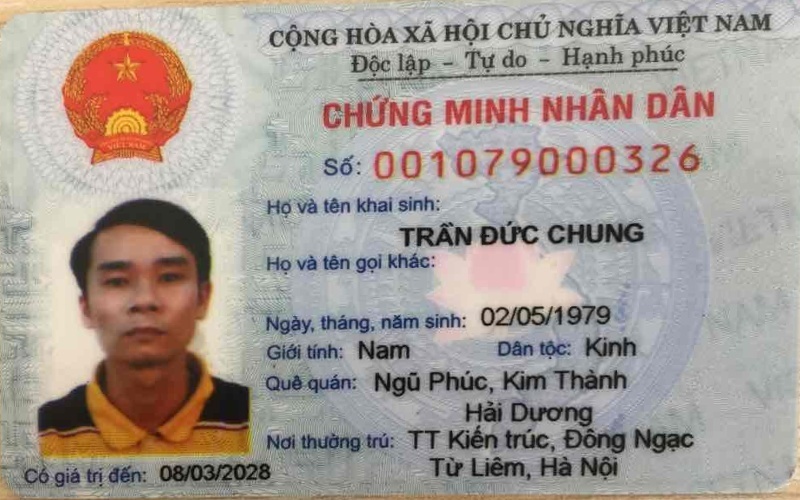 CỘNG HÒA XÃ HỘI CHỦ NGHĨA VIỆT NAM
Độc lập - Tự do - Hạnh phúc
CHỨNG MINH NHÂN DÂN
Số: 001079000326
Họ và tên khai sinh:
TRẦN ĐỨC CHUNG
Họ và tên gọi khác:
Ngày, tháng, năm sinh: 02/05/1979
Giới tính: Nam Dân tộc: Kinh
Quê quán: Ngũ Phúc, Kim Thành
Hải Dương
Nơi thường trú: TT Kiến trúc, Đông Ngạc
Từ Liêm, Hà Nội
Có giá trị đến: 08/03/2028